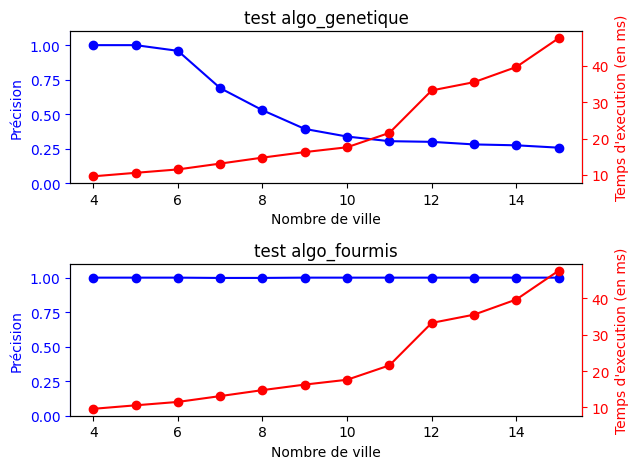 test algo_genetique
1.00
0.75
0.50
0.25
0.00
Précision
40
30
20
10
Temps d'execution (en ms)
4 6 8 10 12 14
Nombre de ville
test algo_fourmis
1.00
0.75
0.50
0.25
0.00
Précision
40
30
20
10
Temps d'execution (en ms)
4 6 8 10 12 14
Nombre de ville